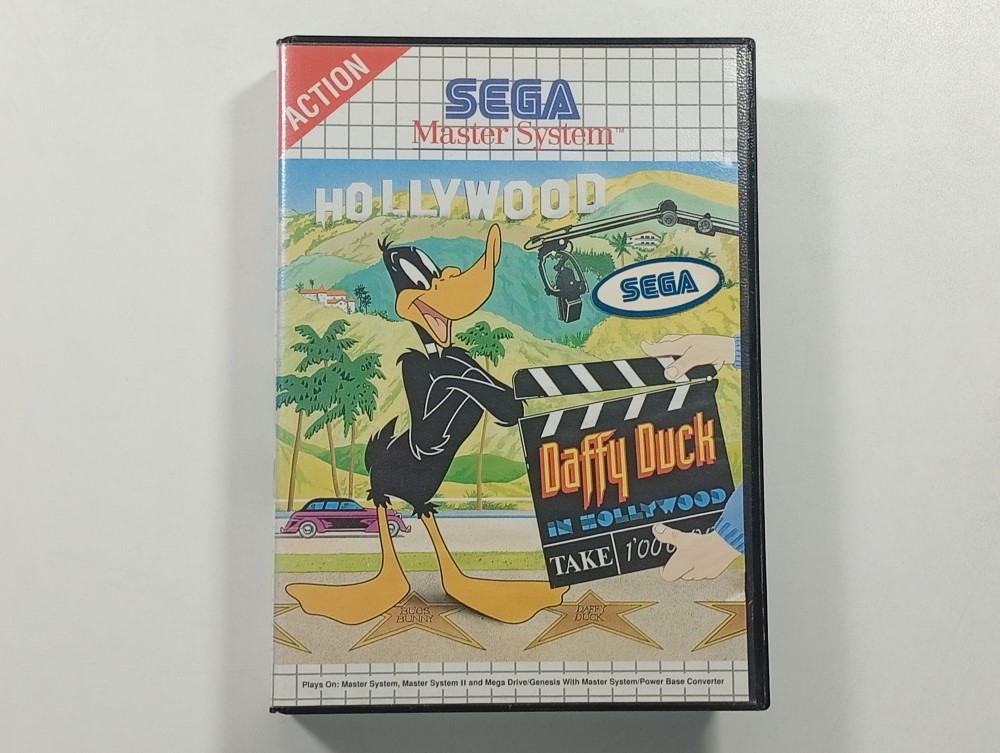 ACTION
SEGA
Master System™
HOLLYWOOD
SEGA
Daffy Duck
IN HOLLYWOOD
TAKE
BUGS
BUNNY
DAFFY
DUCK
Plays On: Master System, Master System II and Mega Drive/Genesis With Master System/Power Base Converter